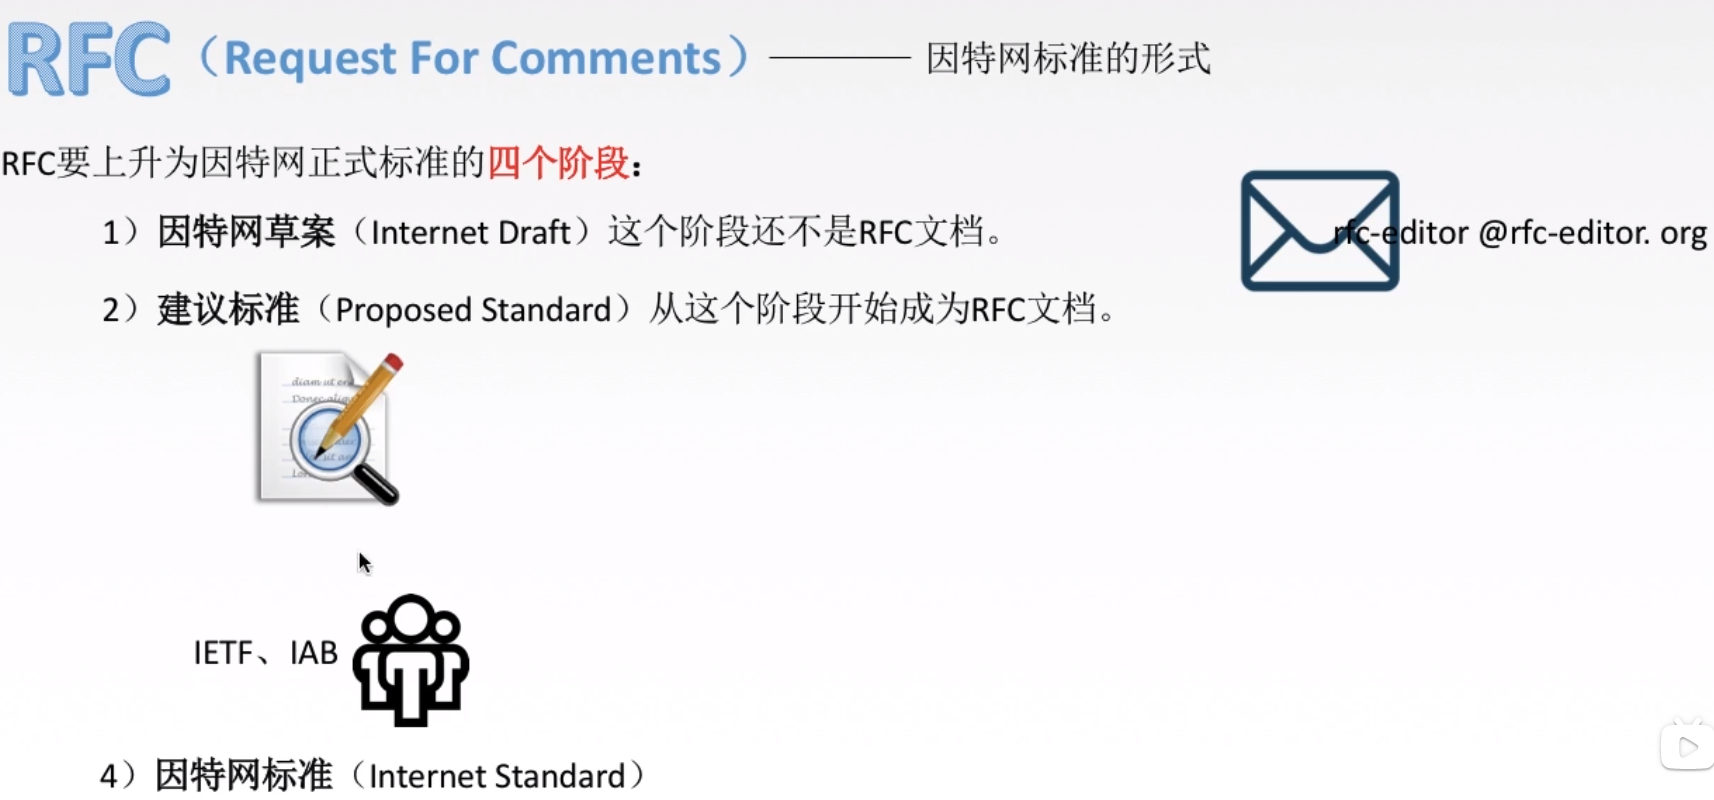 RFC（Request For Comments）——— 因特网标准的形式
RFC要上升为因特网正式标准的四个阶段：
1）因特网草案（Internet Draft）这个阶段还不是RFC文档。
rfc-editor @rfc-editor. org
2）建议标准（Proposed Standard）从这个阶段开始成为RFC文档。
diam ut
Donec
IETF、IAB
4）因特网标准（Internet Standard）